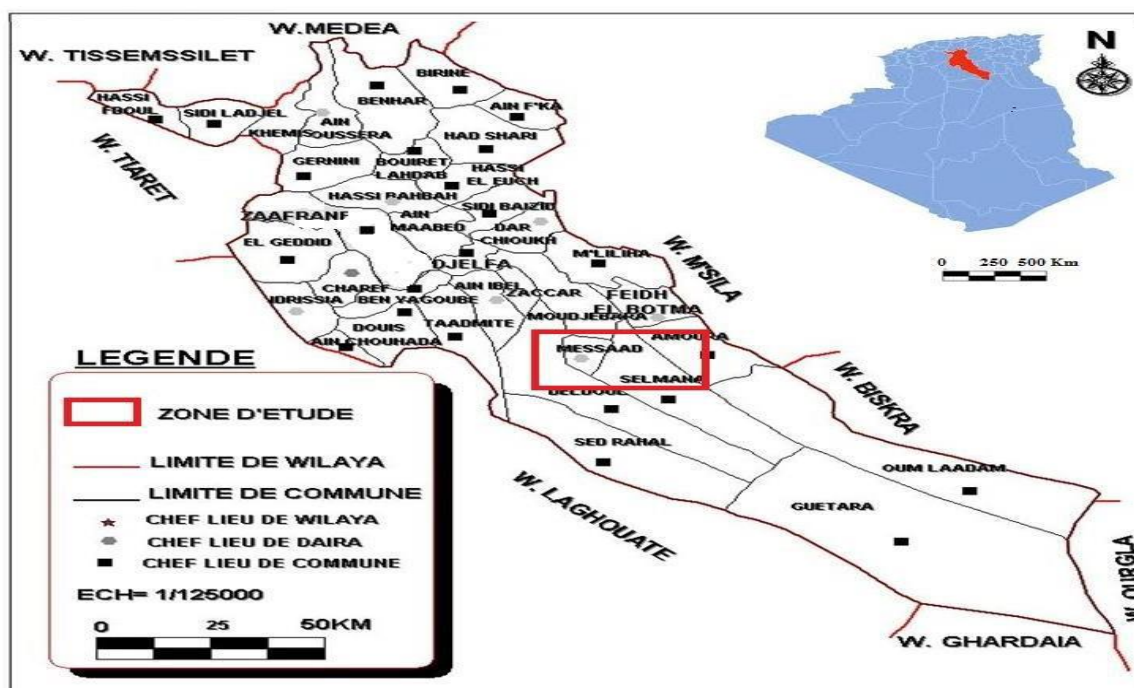 W.MEDEA
W. TISSEMSSILET
N
BIRINE
BENHAR
HASSI
FBOUL
SIDI LADJEL
AIN F'KA
AIN
OUSSERA
KHEMIS
HAD SHARI
W. TIARET
GERNINI
BOUIRET
LAHDAB
HASSI
EL EUCH
HASSI BAHBAH
SIDI BAIZID
ZAAFRANE
AIN
MAABED
DAR
CHIOUKH
EL GEDDID
M'LILIHA
W. M'SILA
0 250 500 Km
DJELFA
CHAREF
AIN IBEL
ZACCAR
FEIDH
EL BOTMA
IDRISSIA
BEN YAGOUBE
MOUDJEBARA
DOUIS
TAADMITE
AIN CHOUHADA
AMOURA
MESSAAD
SELMANA
DELDOUL
W. BISKRA
SED RAHAL
OUM LAADAM
GUETARA
W. LAGHOUATE
W. OURGLA
W. GHARDAIA
LEGENDE
ZONE D'ETUDE
LIMITE DE WILAYA
LIMITE DE COMMUNE
CHEF LIEU DE WILAYA
CHEF LIEU DE DAIRA
CHEF LIEU DE COMMUNE
ECH= 1/125000
0 25 50KM